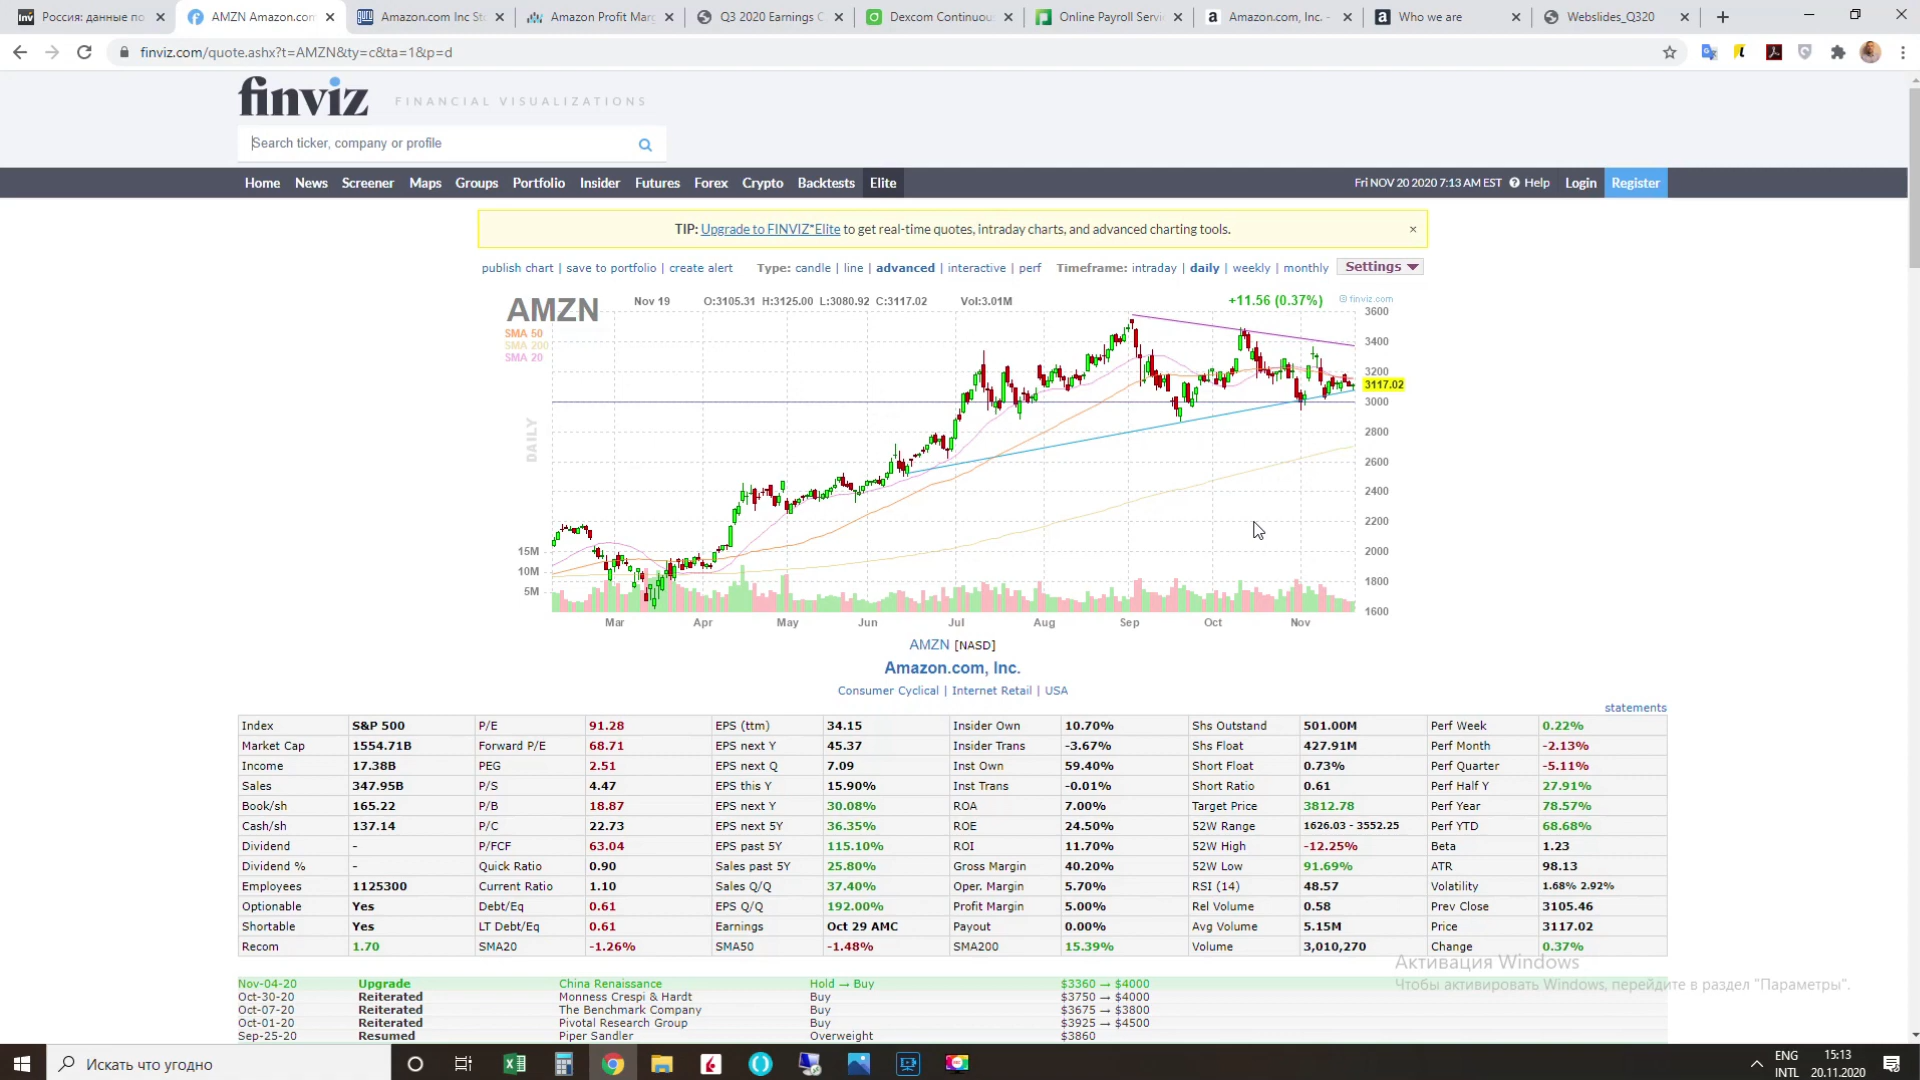 Россия: данные по
AMZN Amazon.com
Amazon.com Inc St
Amazon Profit Mar
Q3 2020 Earnings C
Dexcom Continuou
Online Payroll Servi
Amazon.com, Inc. -
Who we are
Webslides_Q320
finviz.com/quote.ashx?t=AMZN&ty=c&ta=1&p=d
finviz FINANCIAL VISUALIZATIONS
Search ticker, company or profile
Home News Screener Maps Groups Portfolio Insider Futures Forex Crypto Backtests Elite Fri NOV 20 2020 7:13 AM EST Help Login Register
TIP: Upgrade to FINVIZ*Elite to get real-time quotes, intraday charts, and advanced charting tools. ×
publish chart | save to portfolio | create alert Type: candle | line | advanced | interactive | perf Timeframe: intraday | daily | weekly | monthly Settings
AMZN Nov 19 O:3105.31 H:3125.00 L:3080.92 C:3117.02 Vol:3.01M +11.56 (0.37%) © finviz.com
SMA 50
SMA 200
SMA 20
DAILY
3600
3400
3200
3117.02
3000
2800
2600
2400
2200
2000
1800
1600
15M
10M
5M
Mar Apr May Jun Jul Aug Sep Oct Nov
AMZN [NASD]
Amazon.com, Inc.
Consumer Cyclical | Internet Retail | USA
statements
Index S&P 500 P/E 91.28 EPS (ttm) 34.15 Insider Own 10.70% Shs Outstand 501.00M Perf Week 0.22%
Market Cap 1554.71B Forward P/E 68.71 EPS next Y 45.37 Insider Trans -3.67% Shs Float 427.91M Perf Month -2.13%
Income 17.38B PEG 2.51 EPS next Q 7.09 Inst Own 59.40% Short Float 0.73% Perf Quarter -5.11%
Sales 347.95B P/S 4.47 EPS this Y 15.90% Inst Trans -0.01% Short Ratio 0.61 Perf Half Y 27.91%
Book/sh 165.22 P/B 18.87 EPS next Y 30.08% ROA 7.00% Target Price 3812.78 Perf Year 78.57%
Cash/sh 137.14 P/C 22.73 EPS next 5Y 36.35% ROE 24.50% 52W Range 1626.03 - 3552.25 Perf YTD 68.68%
Dividend - P/FCF 63.04 EPS past 5Y 115.10% ROI 11.70% 52W High -12.25% Beta 1.23
Dividend % - Quick Ratio 0.90 Sales past 5Y 25.80% Gross Margin 40.20% 52W Low 91.69% ATR 98.13
Employees 1125300 Current Ratio 1.10 Sales Q/Q 37.40% Oper. Margin 5.70% RSI (14) 48.57 Volatility 1.68% 2.92%
Optionable Yes Debt/Eq 0.61 EPS Q/Q 192.00% Profit Margin 5.00% Rel Volume 0.58 Prev Close 3105.46
Shortable Yes LT Debt/Eq 0.61 Earnings Oct 29 AMC Payout 0.00% Avg Volume 5.15M Price 3117.02
Recom 1.70 SMA20 -1.26% SMA50 -1.48% SMA200 15.39% Volume 3,010,270 Change 0.37%
Nov-04-20 Upgrade China Renaissance Hold → Buy $3360 → $4000
Oct-30-20 Reiterated Monness Crespi & Hardt Buy $3750 → $4000
Oct-07-20 Reiterated The Benchmark Company Buy $3675 → $3800
Oct-01-20 Reiterated Pivotal Research Group Buy $3925 → $4500
Sep-25-20 Resumed Piper Sandler Overweight $3860
Активация Windows
Чтобы активировать Windows, перейдите в раздел "Параметры".
Искать что угодно
ENG
INTL
15:13
20.11.2020